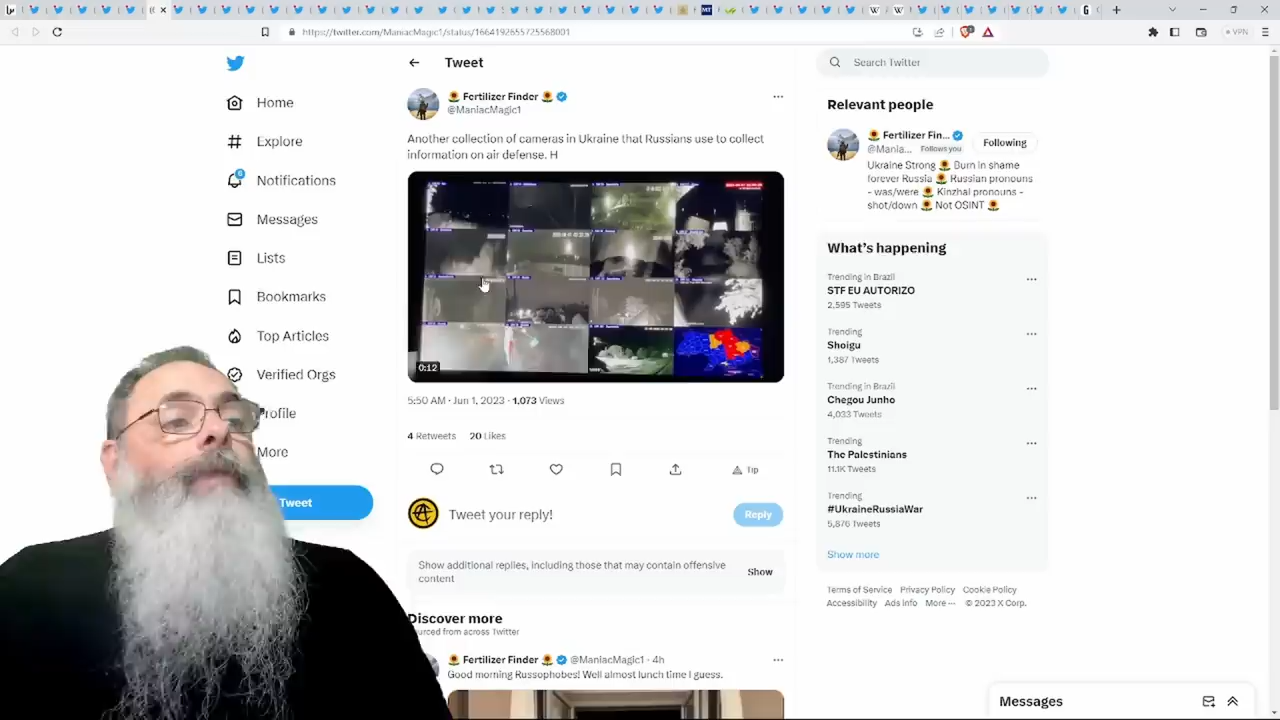 https://twitter.com/ManiacMagic1/status/1664192655725568001
VPN
Home
Explore
6
Notifications
Messages
Lists
Bookmarks
Top Articles
Verified Orgs
rofile
More
Tweet
Tweet
🌻 Fertilizer Finder 🌻
@ManiacMagic1
Another collection of cameras in Ukraine that Russians use to collect
information on air defense. H
0:12
5:50 AM · Jun 1, 2023 · 1,073 Views
4 Retweets 20 Likes
Tip
Tweet your reply!
Reply
Show additional replies, including those that may contain offensive
content
Show
Discover more
ourced from across Twitter
🌻 Fertilizer Finder 🌻 @ManiacMagic1 · 4h
Good morning Russophobes! Well almost lunch time I guess.
Search Twitter
Relevant people
🌻 Fertilizer Fin...
@Mania... Follows you
Following
Ukraine Strong 🌻 Burn in shame
forever Russia 🌻 Russian pronouns
- was/were 🌻 Kinzhal pronouns -
shot/down 🌻 Not OSINT 🌻
What's happening
Trending in Brazil
STF EU AUTORIZO
2,595 Tweets
Trending
Shoigu
1,387 Tweets
Trending in Brazil
Chegou Junho
4,033 Tweets
Trending
The Palestinians
11.1K Tweets
Trending
#UkraineRussiaWar
5,876 Tweets
Show more
Terms of Service Privacy Policy Cookie Policy
Accessibility Ads info More ··· © 2023 X Corp.
Messages